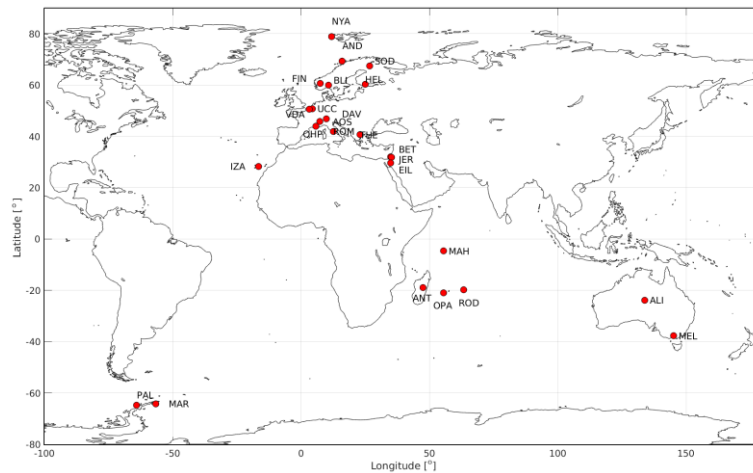 NYA
80
AND
SOD
FIN
BLI
HEL
60
VDA
UCC
DAV
AOS
OHP
ROM
THE
40
BET
JER
IZA
EIL
20
0
MAH
-20
ANT
ROD
OPA
ALI
MEL
-40
-60
PAL
MAR
-80
-100
-50
0
50
100
150
Longitude [°]
Latitude [°]